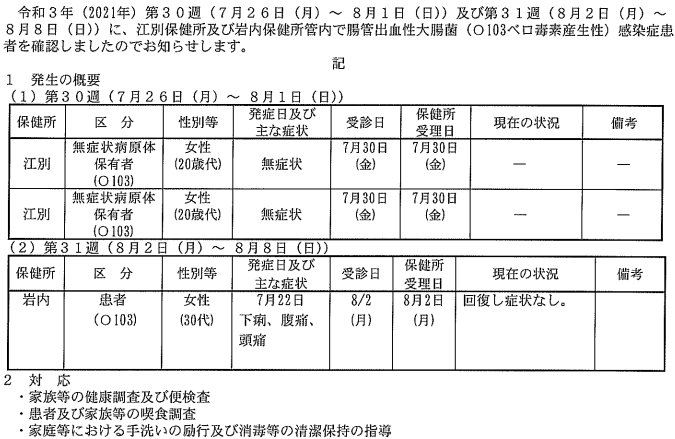 令和３年（2021年）第３０週（７月２６日（月）～ ８月１日（日））及び第３１週（８月２日（月）～
８月８日（日））に、江別保健所及び岩内保健所管内で腸管出血性大腸菌（Ｏ103ベロ毒素産生性）感染症患
者を確認しましたのでお知らせします。
記
１　発生の概要
（１）第３０週（７月２６日（月）～ ８月１日（日））
保健所　区　分　性別等　発症日及び主な症状　受診日　保健所受理日　現在の状況　備考
江別　無症状病原体保有者（Ｏ103）　女性(20歳代)　無症状　7月30日(金)　7月30日(金)　―　―
江別　無症状病原体保有者（Ｏ103）　女性(20歳代)　無症状　7月30日(金)　7月30日(金)　―　―
（２）第３１週（８月２日（月）～ ８月８日（日））
保健所　区　分　性別等　発症日及び主な症状　受診日　保健所受理日　現在の状況　備考
岩内　患者（Ｏ103）　女性(30代)　7月22日下痢、腹痛、頭痛　8/2(月)　8月2日(月)　回復し症状なし。
２　対　応
・家族等の健康調査及び便検査
・患者及び家族等の喫食調査
・家庭等における手洗いの励行及び消毒等の清潔保持の指導